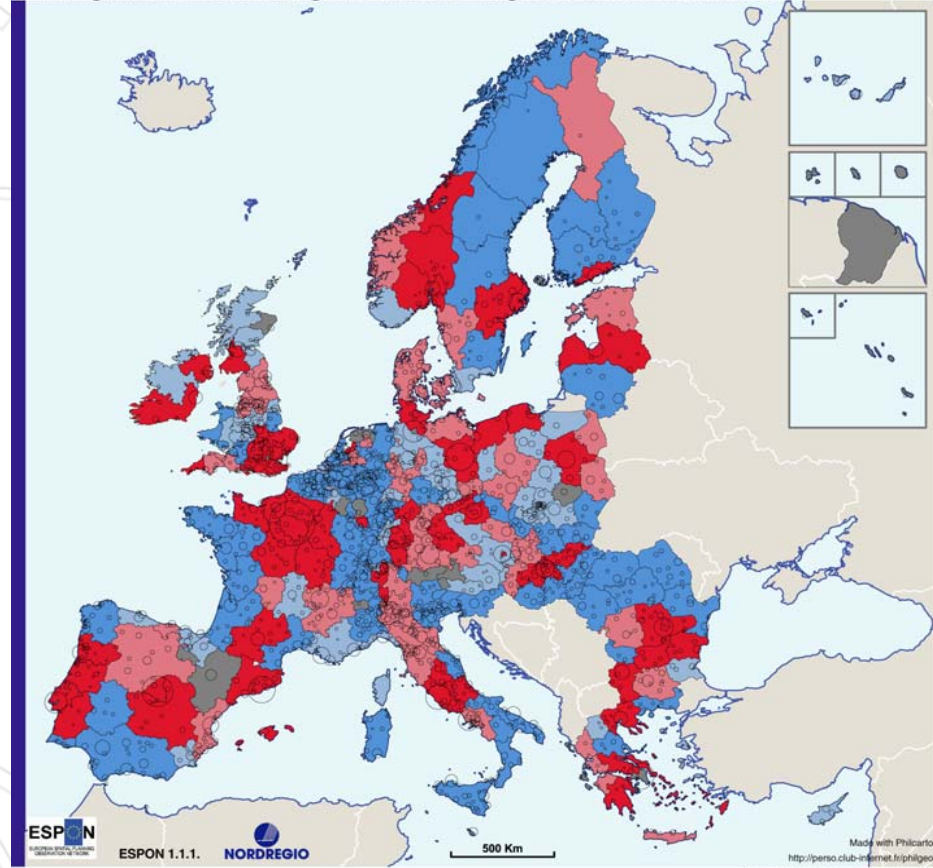 ESPON
EUROPEAN SPATIAL PLANNING
OBSERVATION NETWORK
ESPON 1.1.1.
NORDREGIO
500 Km
Made with Philcarto
http://perso.club-internet.fr/philgeo